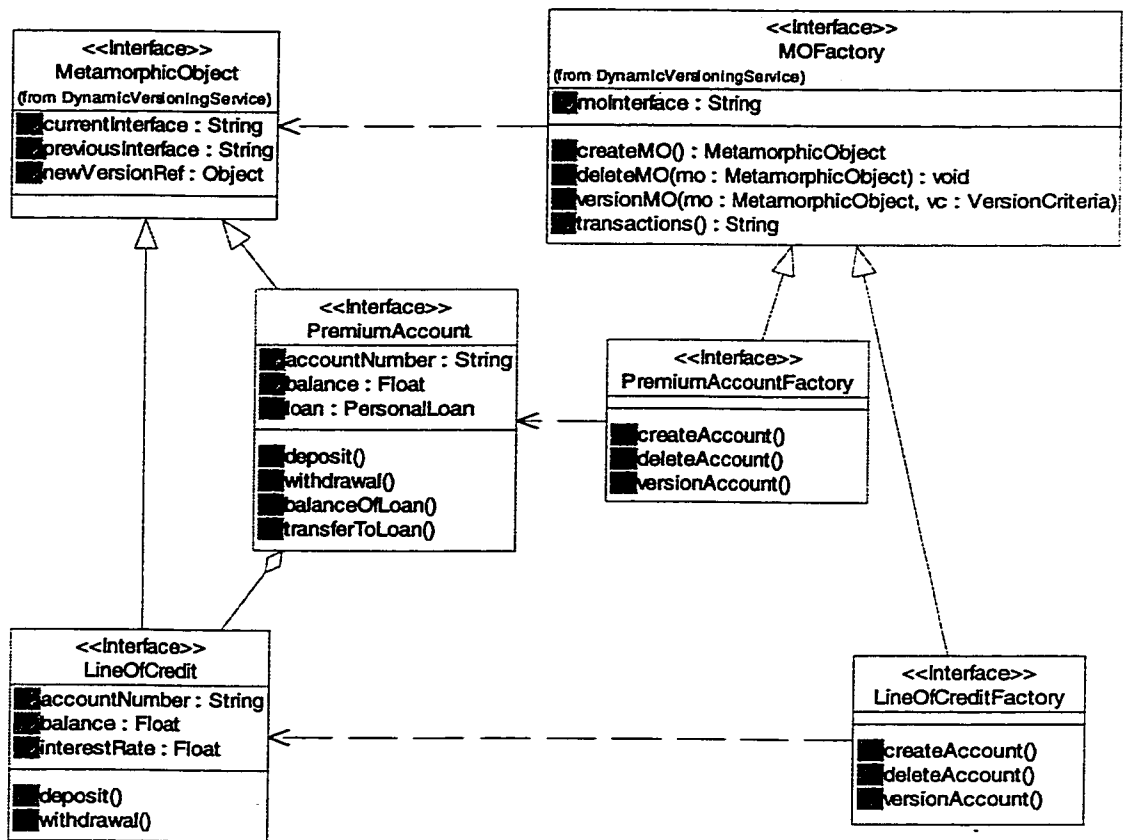 <<Interface>>
MetamorphicObject
(from DynamicVersioningService)
currentInterface : String
previousInterface : String
newVersionRef : Object
<<Interface>>
MOFactory
(from DynamicVersioningService)
moInterface : String
createMO() : MetamorphicObject
deleteMO(mo : MetamorphicObject) : void
versionMO(mo : MetamorphicObject, vc : VersionCriteria)
transactions() : String
<<Interface>>
PremiumAccount
accountNumber : String
balance : Float
loan : PersonalLoan
deposit()
withdrawal()
balanceOfLoan()
transferToLoan()
<<Interface>>
PremiumAccountFactory
createAccount()
deleteAccount()
versionAccount()
<<Interface>>
LineOfCredit
accountNumber : String
balance : Float
interestRate : Float
deposit()
withdrawal()
<<Interface>>
LineOfCreditFactory
createAccount()
deleteAccount()
versionAccount()